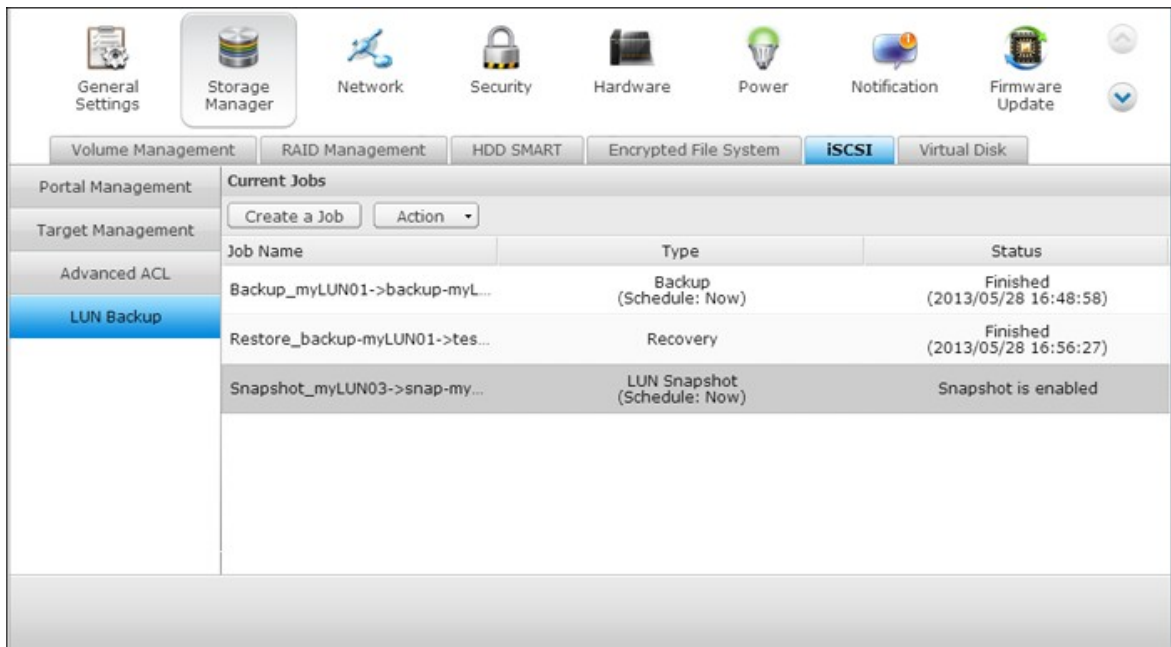 General
Settings
Storage
Manager
Network
Security
Hardware
Power
Notification
Firmware
Update
Volume Management
RAID Management
HDD SMART
Encrypted File System
iSCSI
Virtual Disk
Portal Management
Target Management
Advanced ACL
LUN Backup
Current Jobs
Create a Job
Action
Job Name
Type
Status
Backup_myLUN01->backup-myL...
Backup
(Schedule: Now)
Finished
(2013/05/28 16:48:58)
Restore_backup-myLUN01->tes...
Recovery
Finished
(2013/05/28 16:56:27)
Snapshot_myLUN03->snap-my...
LUN Snapshot
(Schedule: Now)
Snapshot is enabled